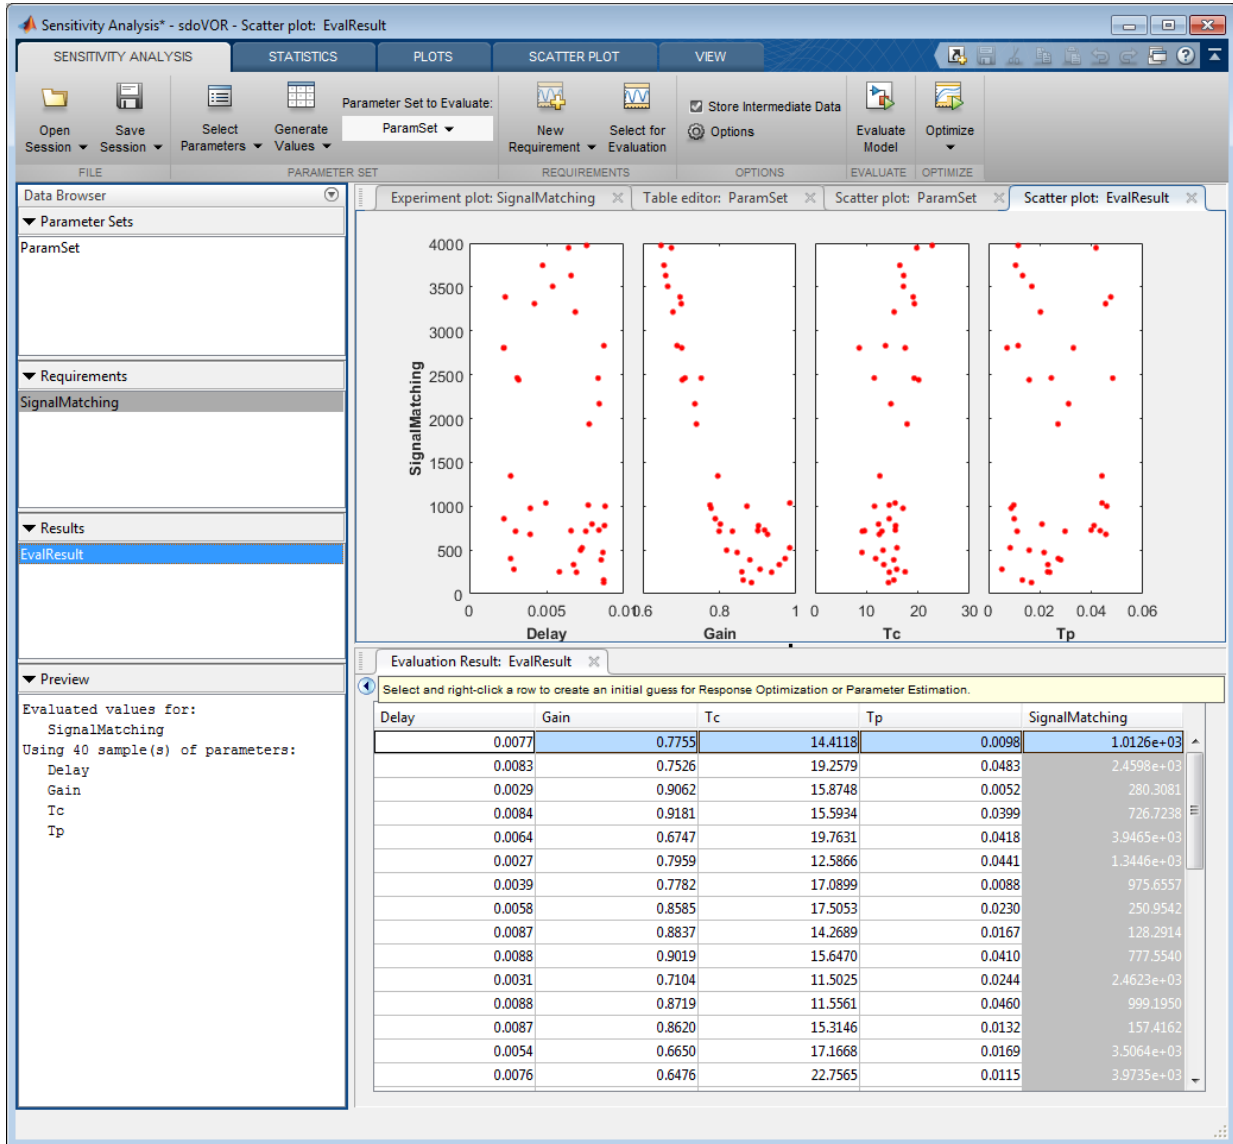 Sensitivity Analysis* - sdoVOR - Scatter plot: EvalResult
SENSITIVITY ANALYSIS STATISTICS PLOTS SCATTER PLOT VIEW
Open Session Save Session Select Parameters Generate Values Parameter Set to Evaluate: ParamSet New Requirement Select for Evaluation Store Intermediate Data Options Evaluate Model Optimize
FILE PARAMETER SET REQUIREMENTS OPTIONS EVALUATE OPTIMIZE
Data Browser
Parameter Sets
ParamSet
Requirements
SignalMatching
Results
EvalResult
Preview
Evaluated values for:
SignalMatching
Using 40 sample(s) of parameters:
Delay
Gain
Tc
Tp
Experiment plot: SignalMatching Table editor: ParamSet Scatter plot: ParamSet Scatter plot: EvalResult
4000
3500
3000
2500
2000
1500
1000
500
0
SignalMatching
0 0.005 0.01 0.6 0.8 1 0 10 20 30 0 0.02 0.04 0.06
Delay Gain Tc Tp
Evaluation Result: EvalResult
Select and right-click a row to create an initial guess for Response Optimization or Parameter Estimation.
Delay Gain Tc Tp SignalMatching
0.0077 0.7755 14.4118 0.0098 1.0126e+03
0.0083 0.7526 19.2579 0.0483 2.4598e+03
0.0029 0.9062 15.8748 0.0052 280.3081
0.0084 0.9181 15.5934 0.0399 726.7238
0.0064 0.6747 19.7631 0.0418 3.9465e+03
0.0027 0.7959 12.5866 0.0441 1.3446e+03
0.0039 0.7782 17.0899 0.0088 975.6557
0.0058 0.8585 17.5053 0.0230 250.9542
0.0087 0.8837 14.2689 0.0167 128.2914
0.0088 0.9019 15.6470 0.0410 777.5540
0.0031 0.7104 11.5025 0.0244 2.4623e+03
0.0088 0.8719 11.5561 0.0460 999.1950
0.0087 0.8620 15.3146 0.0132 157.4162
0.0054 0.6650 17.1668 0.0169 3.5064e+03
0.0076 0.6476 22.7565 0.0115 3.9735e+03